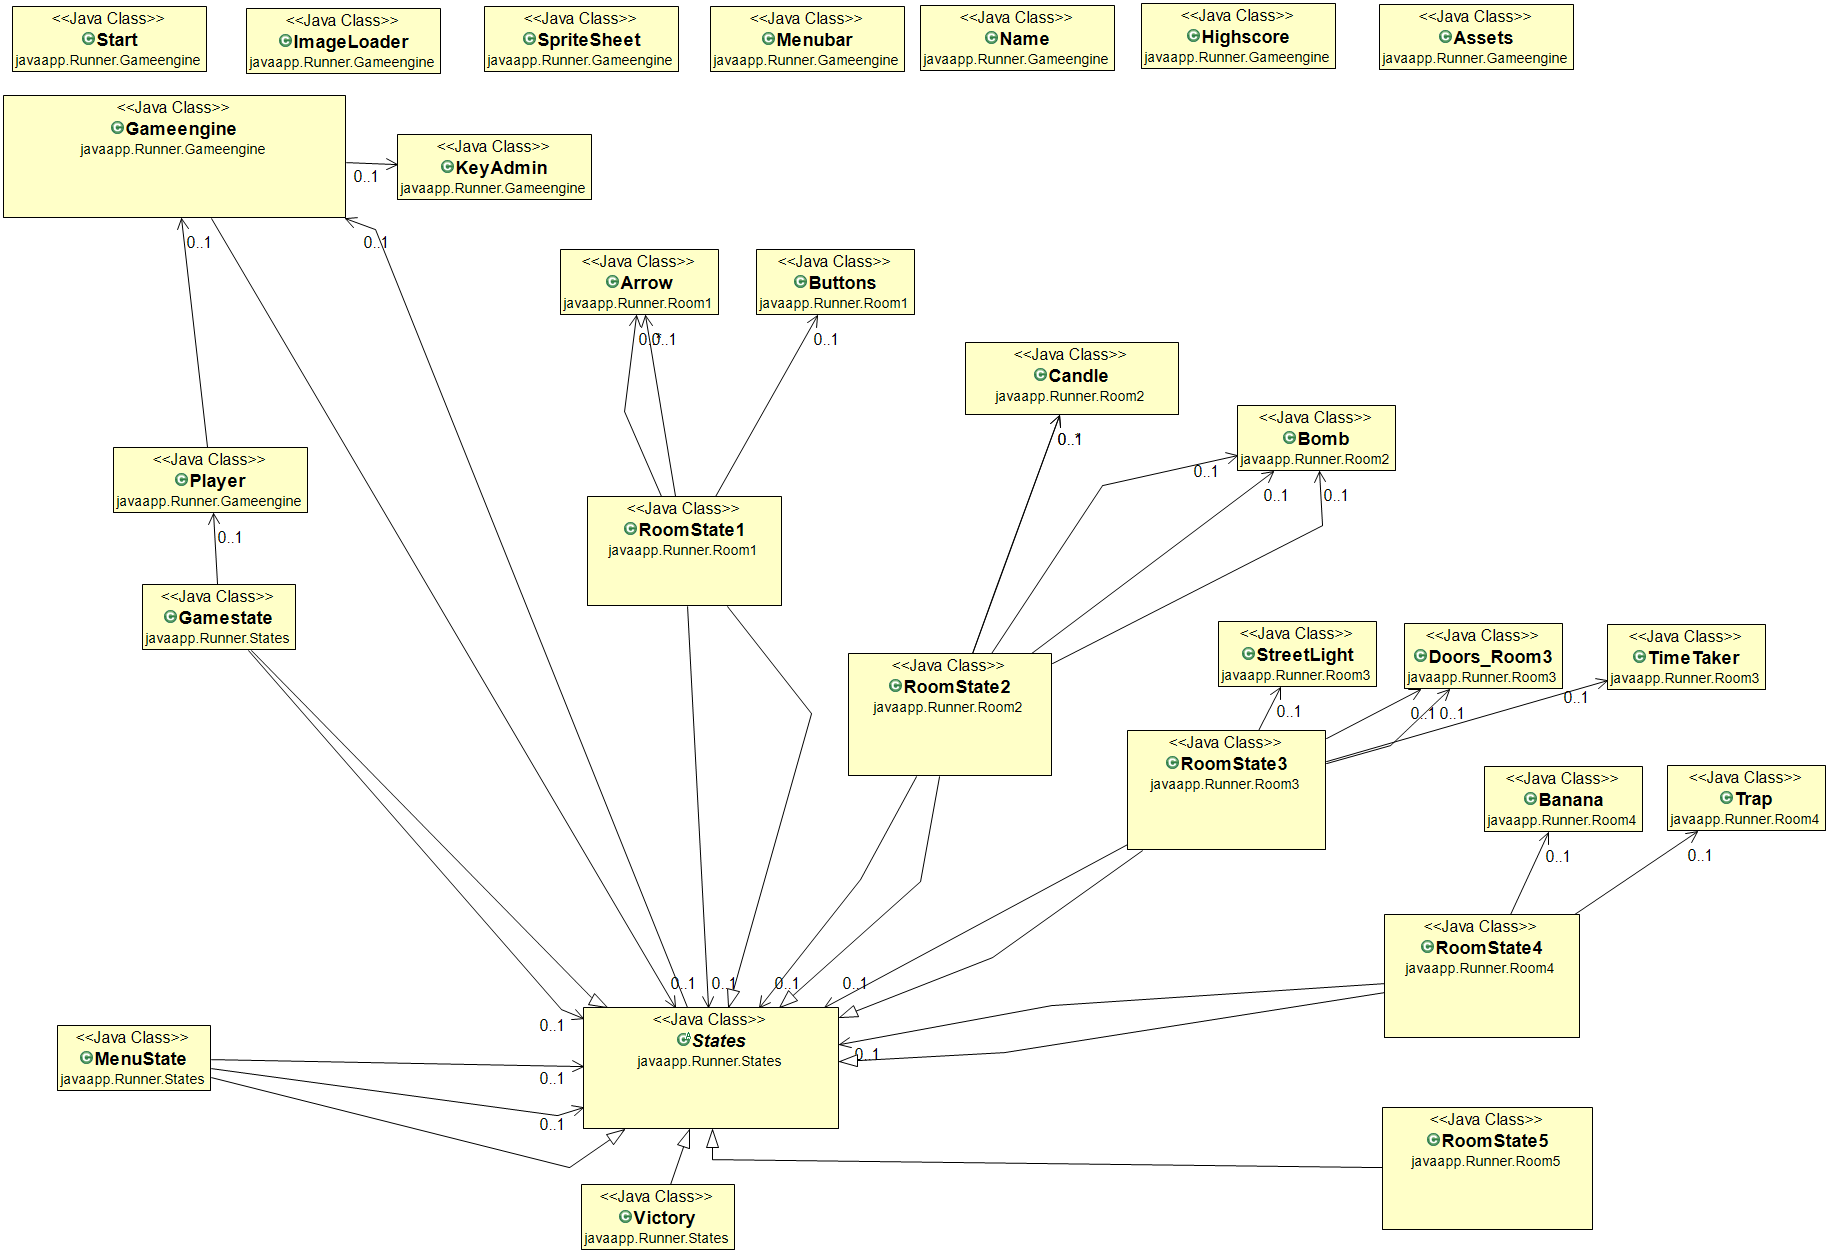 <<Java Class>>
Start
javaapp.Runner.Gameengine
<<Java Class>>
ImageLoader
javaapp.Runner.Gameengine
<<Java Class>>
SpriteSheet
javaapp.Runner.Gameengine
<<Java Class>>
Menubar
javaapp.Runner.Gameengine
<<Java Class>>
Name
javaapp.Runner.Gameengine
<<Java Class>>
Highscore
javaapp.Runner.Gameengine
<<Java Class>>
Assets
javaapp.Runner.Gameengine
<<Java Class>>
Gameengine
javaapp.Runner.Gameengine
<<Java Class>>
KeyAdmin
javaapp.Runner.Gameengine
0..1
0..1
0..1
<<Java Class>>
Arrow
javaapp.Runner.Room1
<<Java Class>>
Buttons
javaapp.Runner.Room1
0..1
0..1
<<Java Class>>
Candle
javaapp.Runner.Room2
0..1
<<Java Class>>
Bomb
javaapp.Runner.Room2
0..1
0..1
0..1
<<Java Class>>
Player
javaapp.Runner.Gameengine
0..1
<<Java Class>>
RoomState1
javaapp.Runner.Room1
<<Java Class>>
Gamestate
javaapp.Runner.States
<<Java Class>>
RoomState2
javaapp.Runner.Room2
<<Java Class>>
StreetLight
javaapp.Runner.Room3
<<Java Class>>
Doors_Room3
javaapp.Runner.Room3
<<Java Class>>
TimeTaker
javaapp.Runner.Room3
0..1
0..1
0..1
0..1
<<Java Class>>
RoomState3
javaapp.Runner.Room3
<<Java Class>>
Banana
javaapp.Runner.Room4
<<Java Class>>
Trap
javaapp.Runner.Room4
0..1
0..1
<<Java Class>>
RoomState4
javaapp.Runner.Room4
0..1
0..1
0..1
0..1
0..1
<<Java Class>>
States
javaapp.Runner.States
0..1
<<Java Class>>
MenuState
javaapp.Runner.States
0..1
0..1
<<Java Class>>
RoomState5
javaapp.Runner.Room5
<<Java Class>>
Victory
javaapp.Runner.States